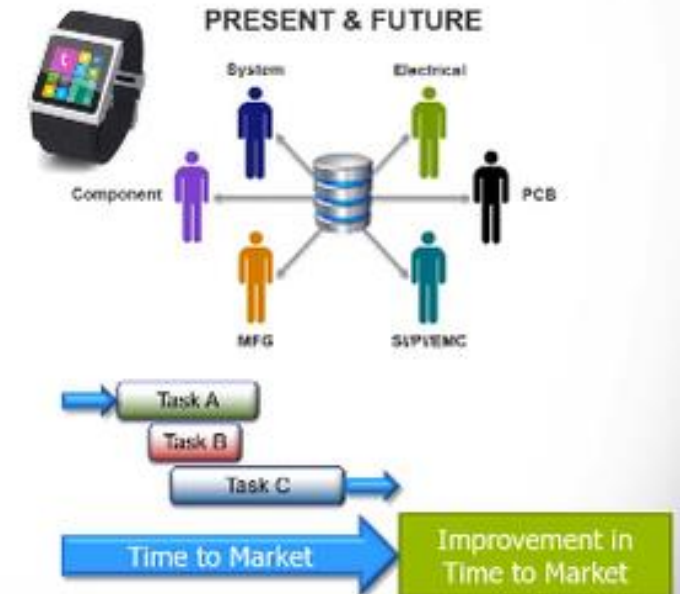 PRESENT & FUTURE
System
Electrical
Component
PCB
MFG
SI/PI/EMC
Task A
Task B
Task C
Time to Market
Improvement in
Time to Market